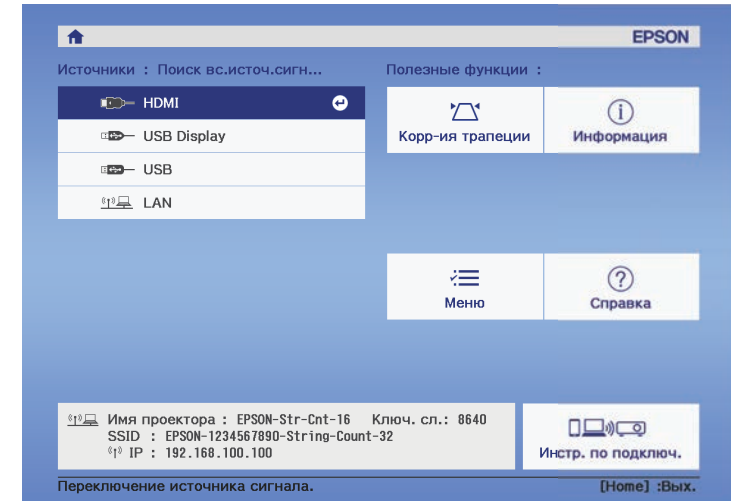 EPSON
Источники : Поиск вс.источ.сигн...
HDMI
USB Display
USB
LAN
Полезные функции :
Корр-ия трапеции
Информация
Меню
Справка
Имя проектора : EPSON-Str-Cnt-16 Ключ. сл.: 8640
SSID : EPSON-1234567890-String-Count-32
IP : 192.168.100.100
Инстр. по подключ.
Переключение источника сигнала.
[Home] :Вых.